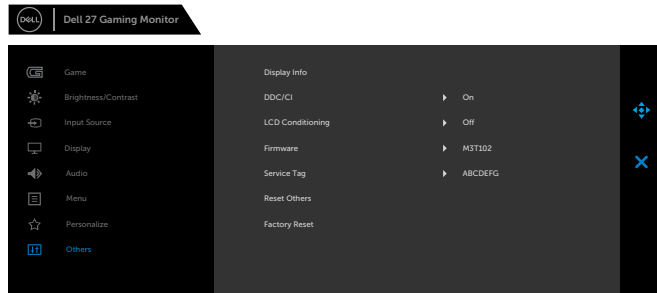 DELL
Dell 27 Gaming Monitor
Game
Display Info
Brightness/Contrast
DDC/CI
On
Input Source
LCD Conditioning
Off
Display
Firmware
M3T102
Audio
Service Tag
ABCDEFG
Menu
Reset Others
Personalize
Factory Reset
Others